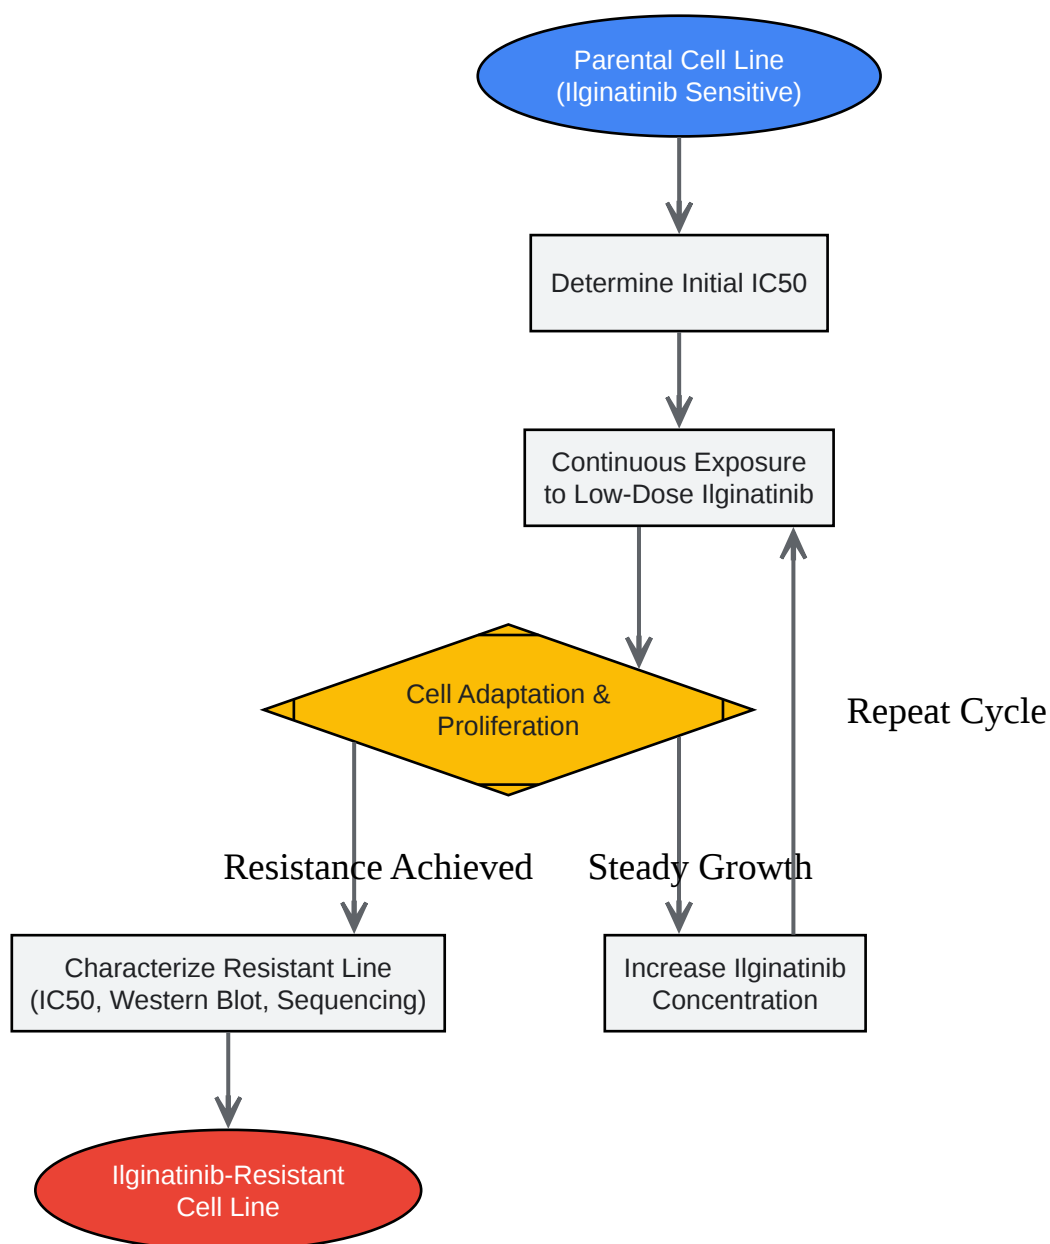 Parental Cell Line
(Ilginatinib Sensitive)
Determine Initial IC50
Continuous Exposure
to Low-Dose Ilginatinib
Cell Adaptation &
Proliferation
Repeat Cycle
Resistance Achieved
Steady Growth
Characterize Resistant Line
(IC50, Western Blot, Sequencing)
Increase Ilginatinib
Concentration
Ilginatinib-Resistant
Cell Line